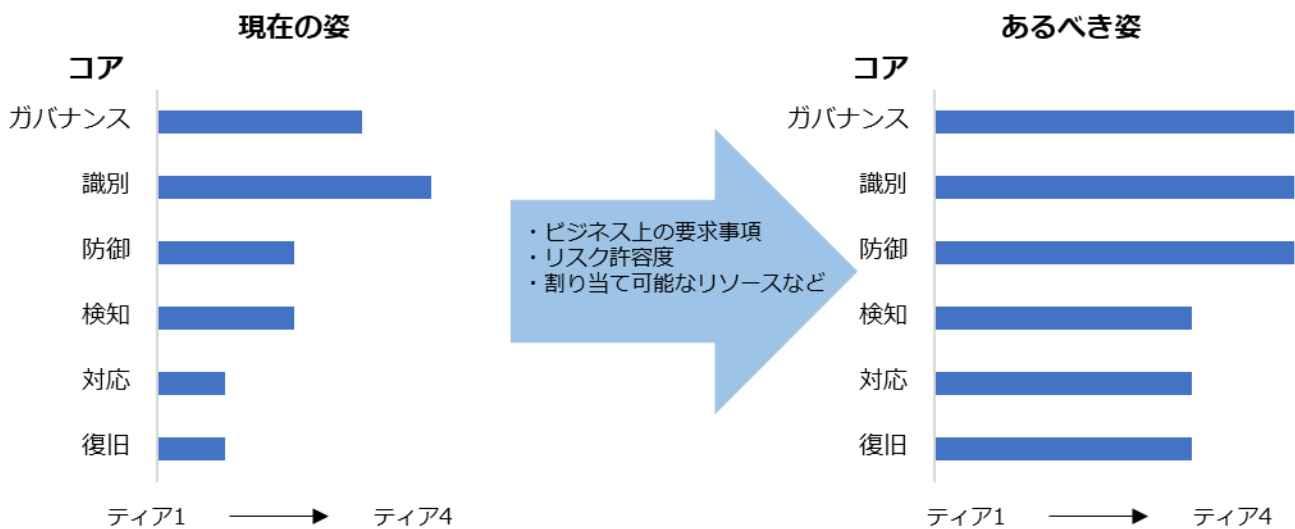 現在の姿
コア
ガバナンス
識別
防御
検知
対応
復旧
ティア1
ティア4
・ビジネス上の要求事項
・リスク許容度
・割り当て可能なリソースなど
あるべき姿
コア
ガバナンス
識別
防御
検知
対応
復旧
ティア1
ティア4